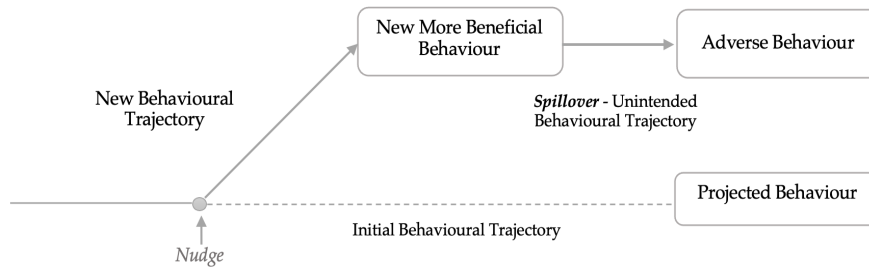 New More Beneficial
Behaviour
Adverse Behaviour
New Behavioural
Trajectory
Spillover - Unintended
Behavioural Trajectory
Projected Behaviour
Initial Behavioural Trajectory
Nudge